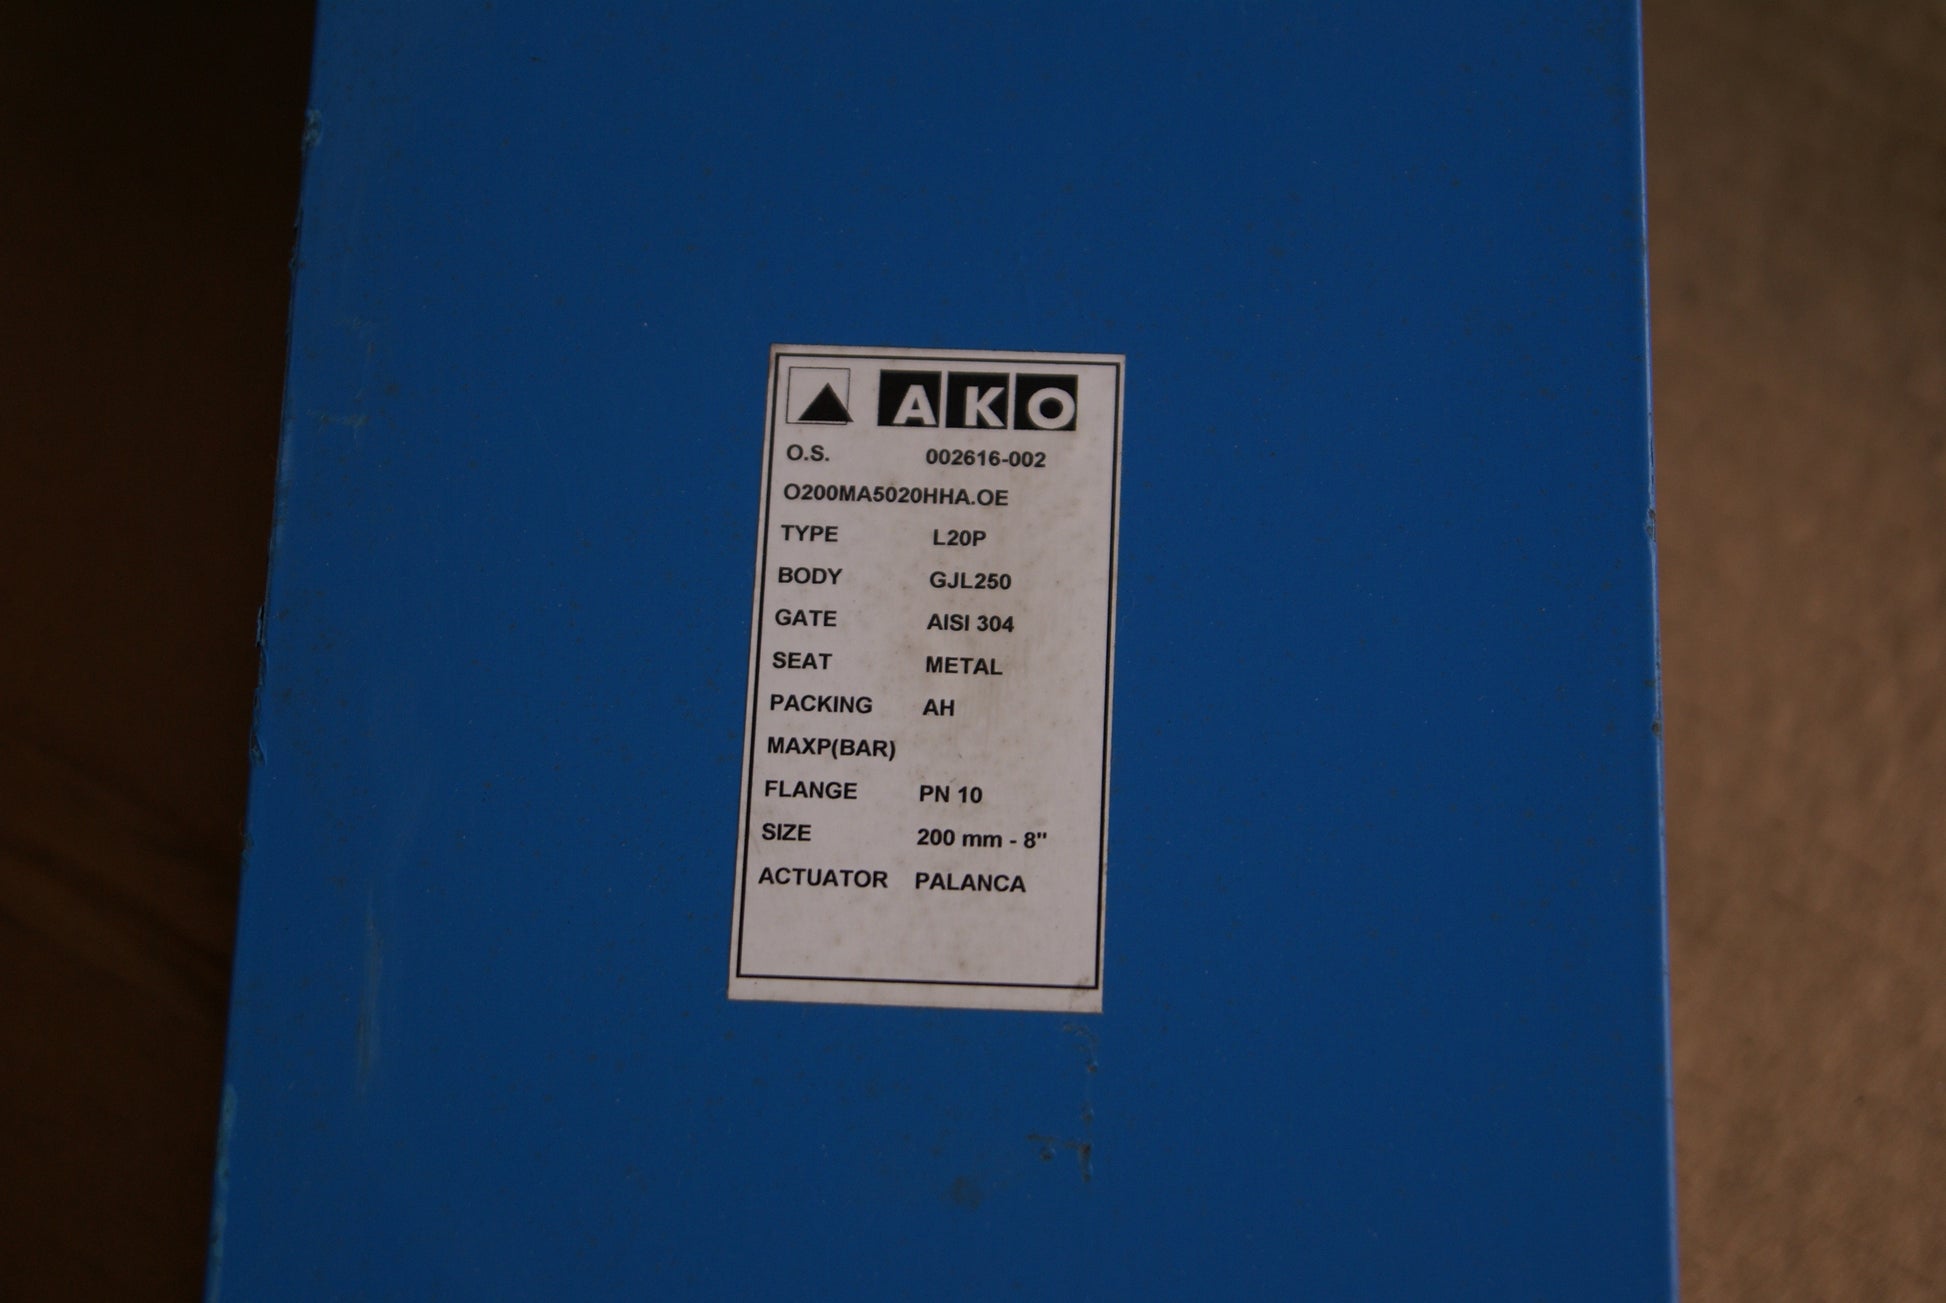 AKO
O.S. 002616-002
O200MA5020HHA.OE
TYPE L20P
BODY GJL250
GATE AISI 304
SEAT METAL
PACKING AH
MAXP(BAR)
FLANGE PN 10
SIZE 200 mm - 8"
ACTUATOR PALANCA